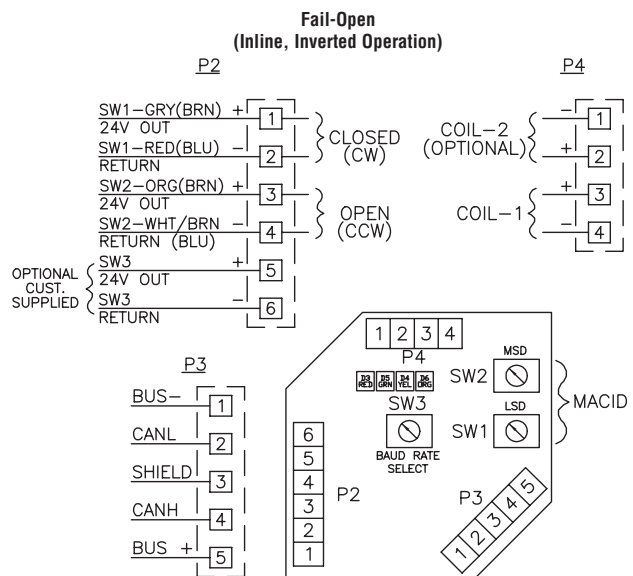 Fail-Open
(Inline, Inverted Operation)
P2
SW1-GRY(BRN) +
24V OUT
1
SW1-RED(BLU) -
RETURN
2
CLOSED
(CW)
SW2-ORG(BRN) +
24V OUT
3
SW2-WHT/BRN -
RETURN (BLU)
4
OPEN
(CCW)
OPTIONAL
CUST.
SUPPLIED
SW3 +
24V OUT
5
SW3 -
RETURN
6
P4
COIL-2
(OPTIONAL)
- 1
+ 2
COIL-1
+ 3
- 4
P3
BUS- 1
CANL 2
SHIELD 3
CANH 4
BUS + 5
1 2 3 4
P4
D3 RED
D5 GRN
D4 YEL
D6 ORG
SW3
BAUD RATE
SELECT
MSD
SW2
LSD
SW1
MACID
6
5
4
3
2
1
P2
P3
1 2 3 4 5